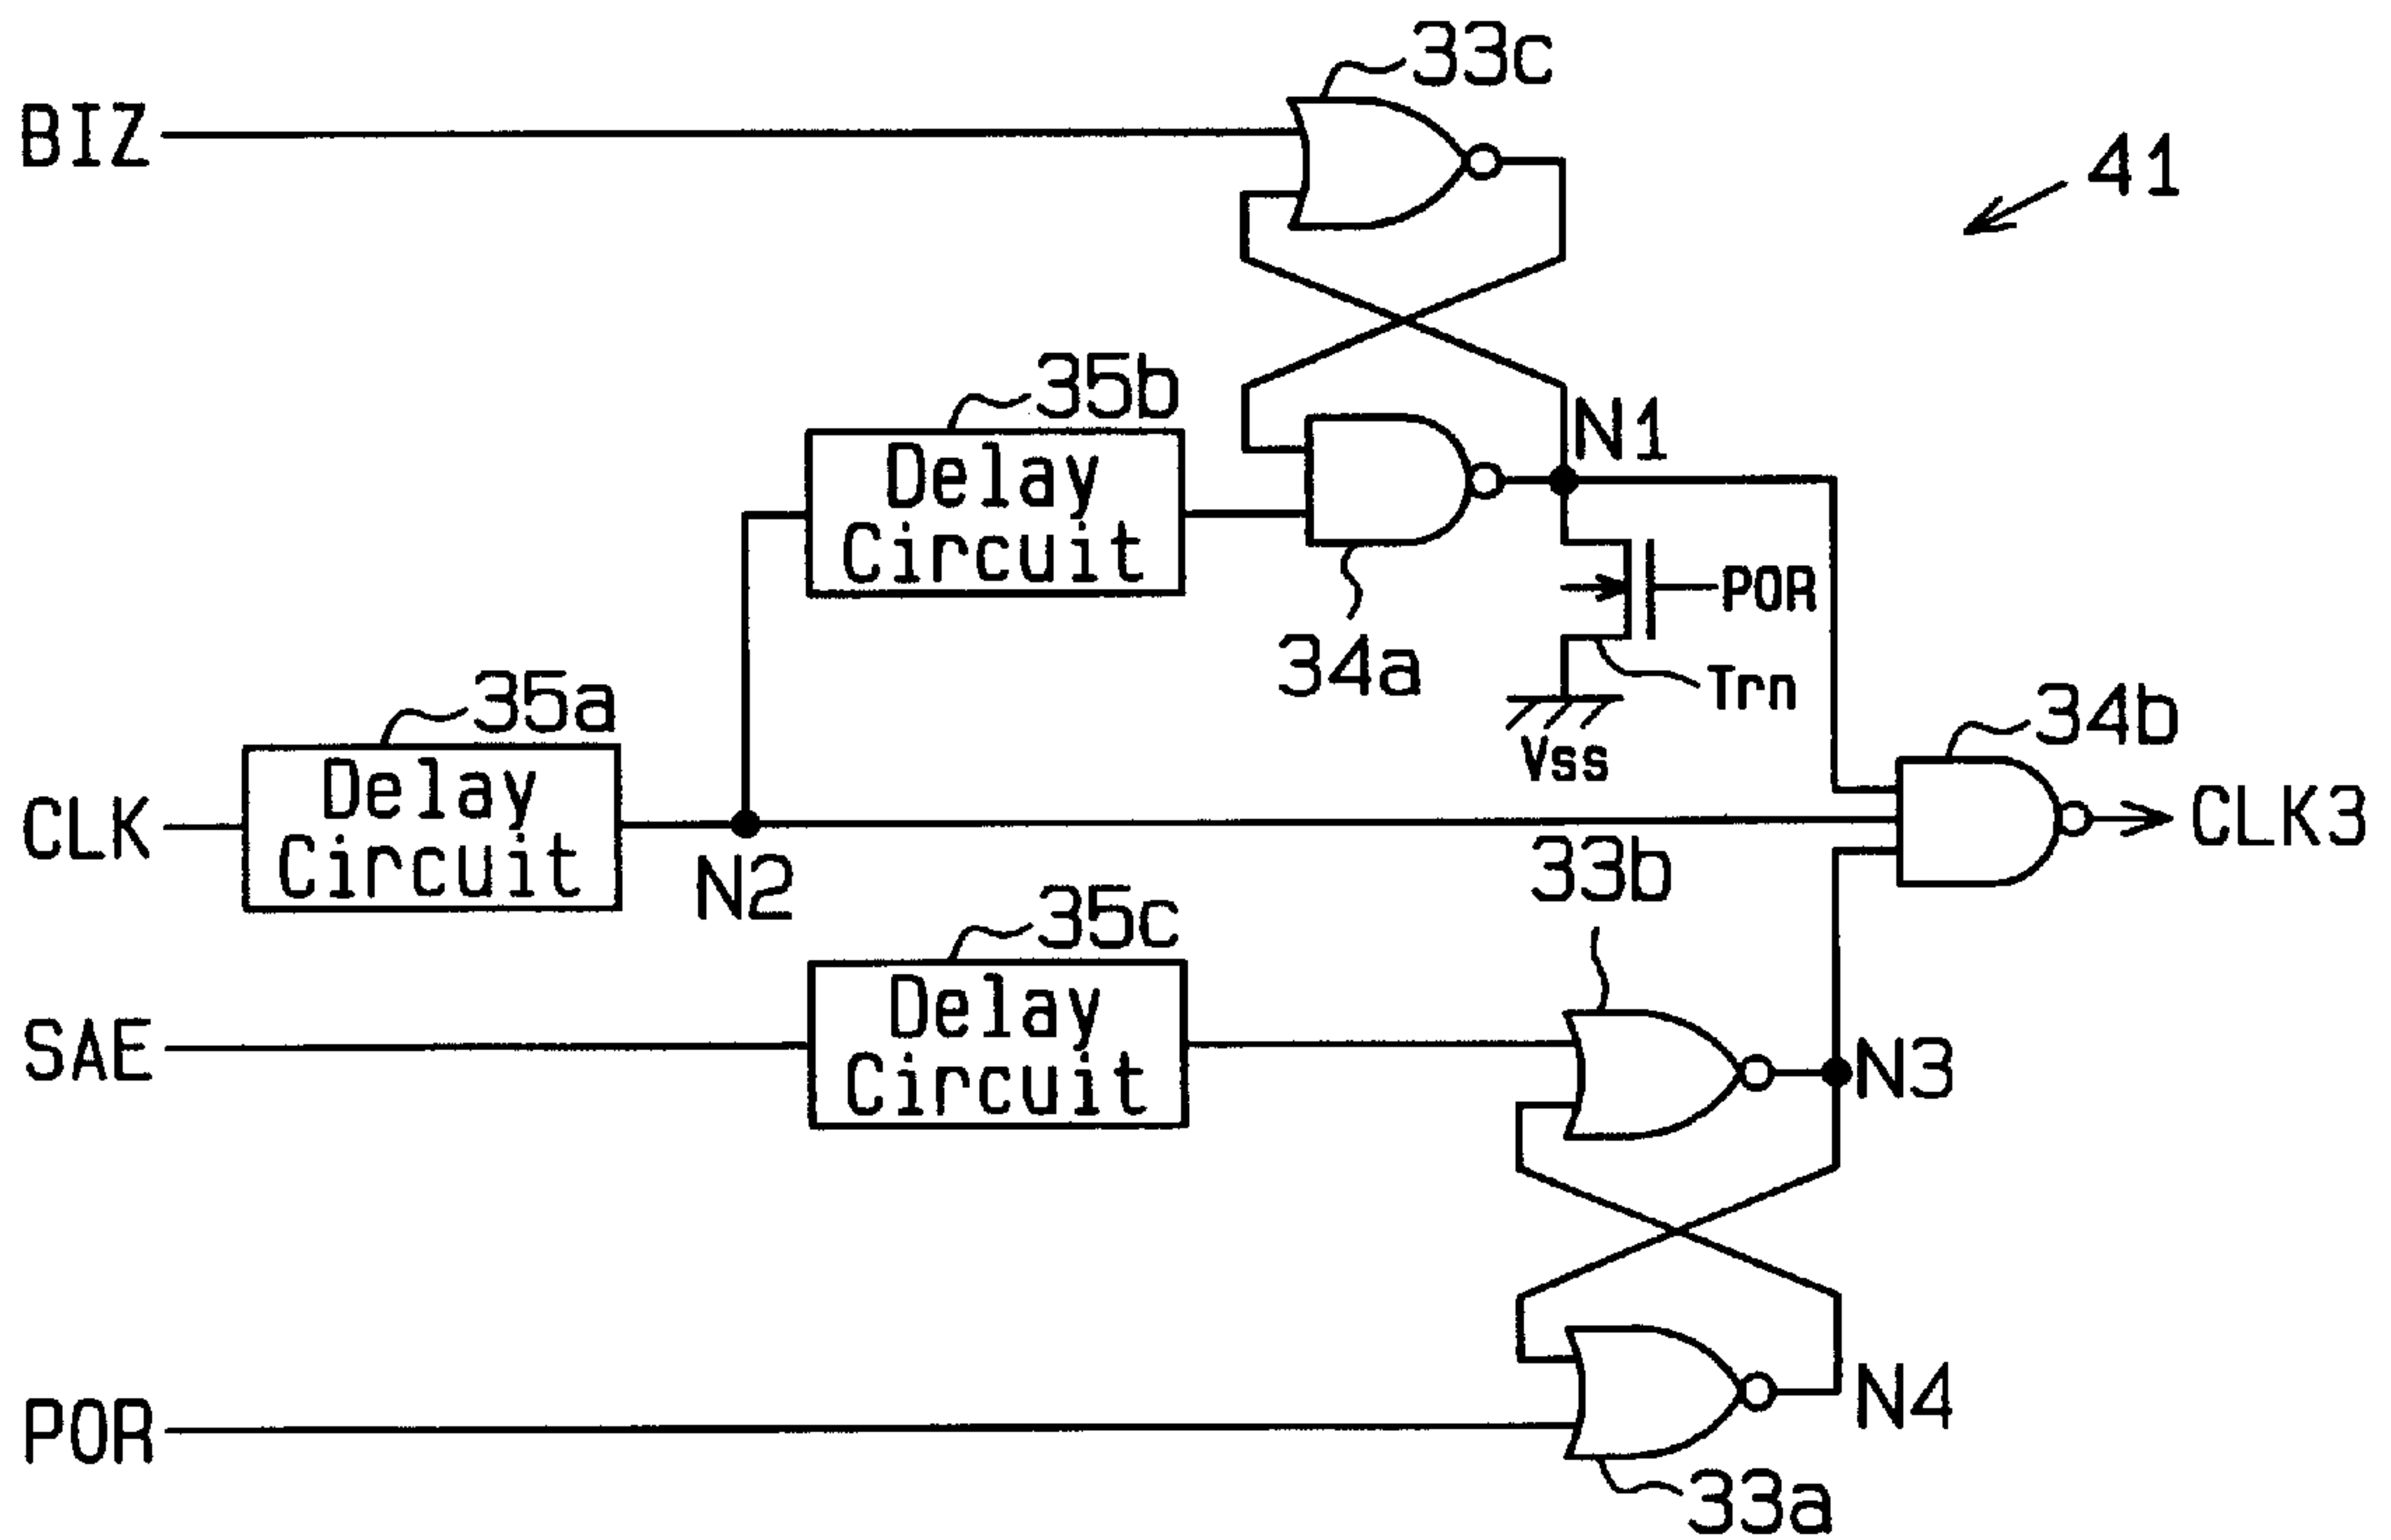 33c
BIZ
41
35b
Delay
Circuit
N1
POR
34a
Trn
Vss
35a
Delay
Circuit
CLK
N2
34b
CLK3
33b
35c
Delay
Circuit
SAE
N3
N4
POR
33a